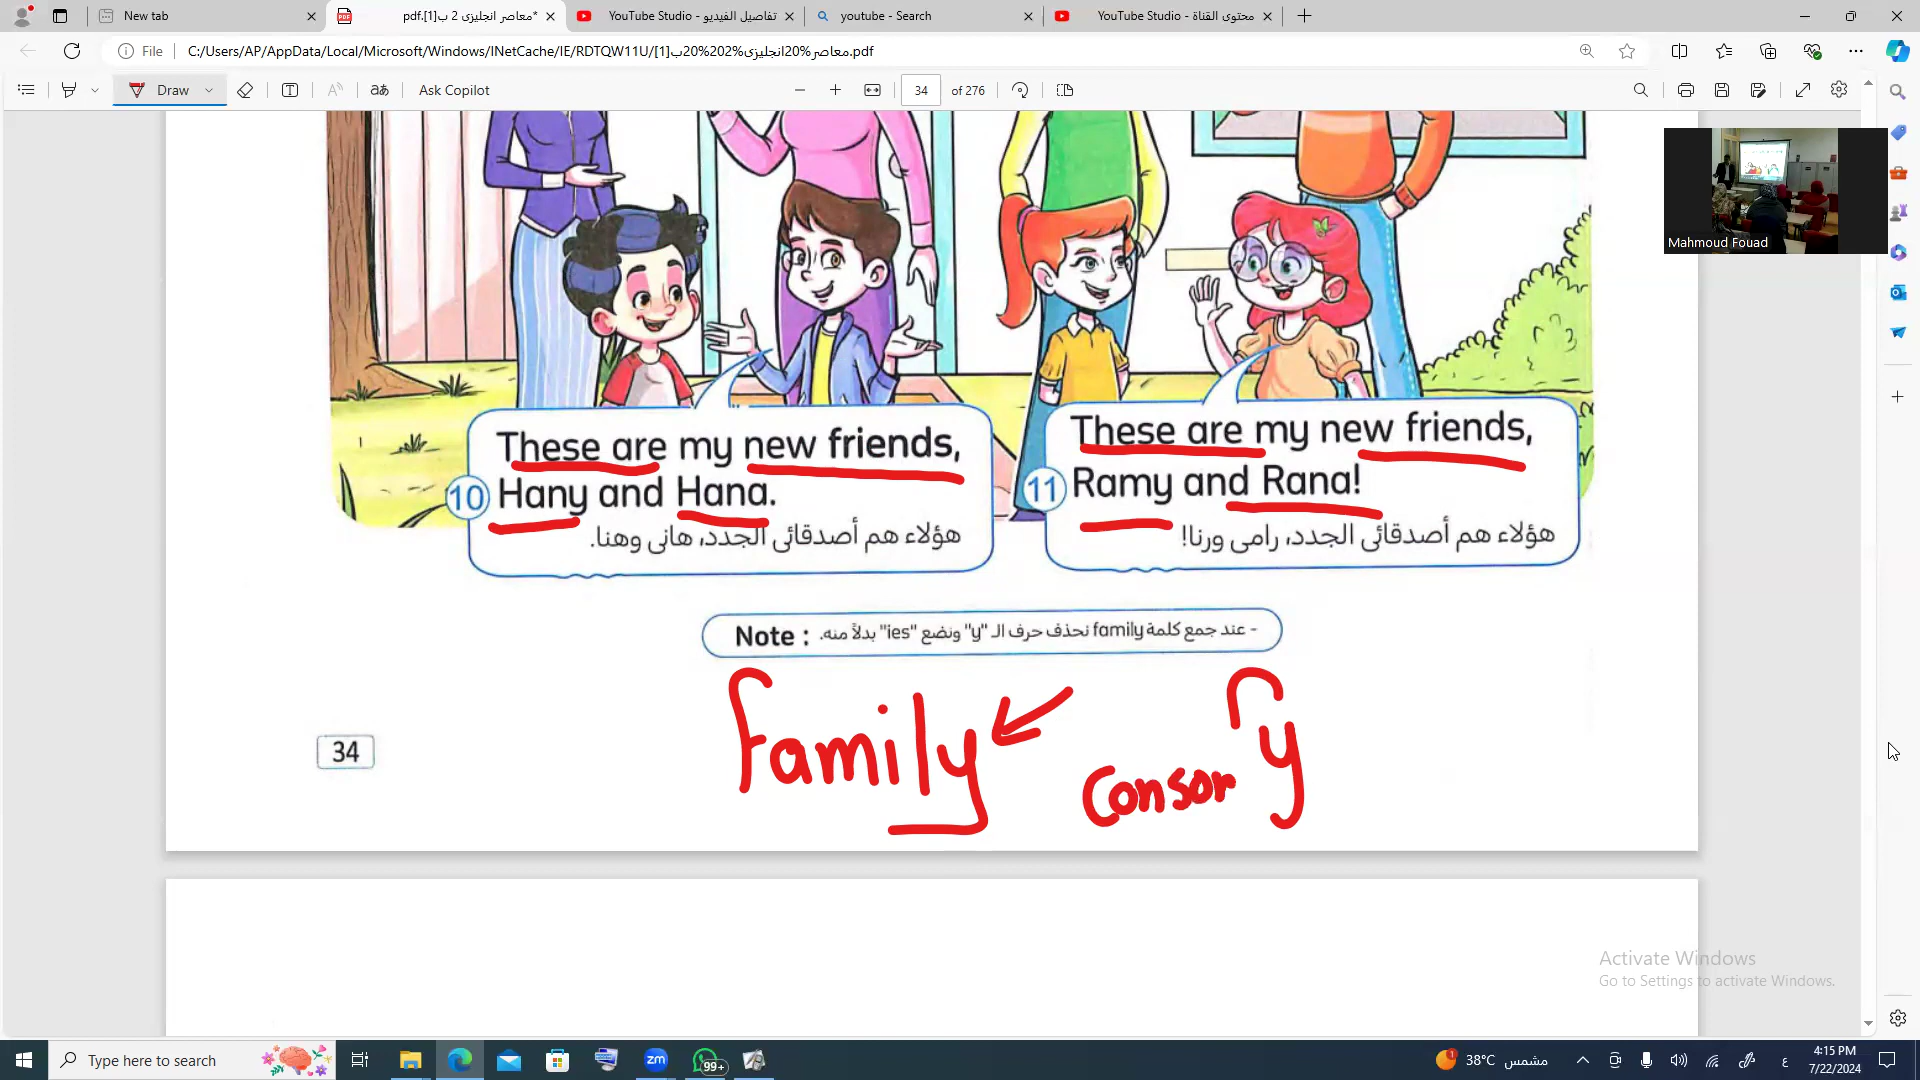 New tab
معاصر انجليزى 2 ب[1].pdf*
تفاصيل الفيديو - YouTube Studio
youtube - Search
محتوى القناة - YouTube Studio
File
C:/Users/AP/AppData/Local/Microsoft/Windows/INetCache/IE/RDTQW11U/معاصر%20انجليزى%202%20ب[1].pdf
Draw
Ask Copilot
34
of 276
Mahmoud Fouad
These are my new friends,
10 Hany and Hana.
هؤلاء هم أصدقائى الجدد، هانى وهنا.
These are my new friends,
11 Ramy and Rana!
هؤلاء هم أصدقائى الجدد، رامى ورنا!
Note : - عند جمع كلمة family نحذف حرف الـ "y" ونضع "ies" بدلاً منه.
family
Conson y
34
Activate Windows
Go to Settings to activate Windows.
Type here to search
99+
38°C مشمس
ع
4:15 PM
7/22/2024